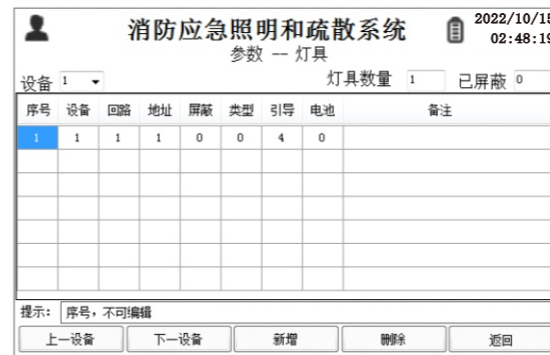 消防应急照明和疏散系统
2022/10/15
02:48:19
参数 -- 灯具
设备 1 灯具数量 1 已屏蔽 0
序号 设备 回路 地址 屏蔽 类型 引导 电池 备注
1 1 1 1 0 0 4 0
提示： 序号，不可编辑
上一设备 下一设备 新增 删除 返回